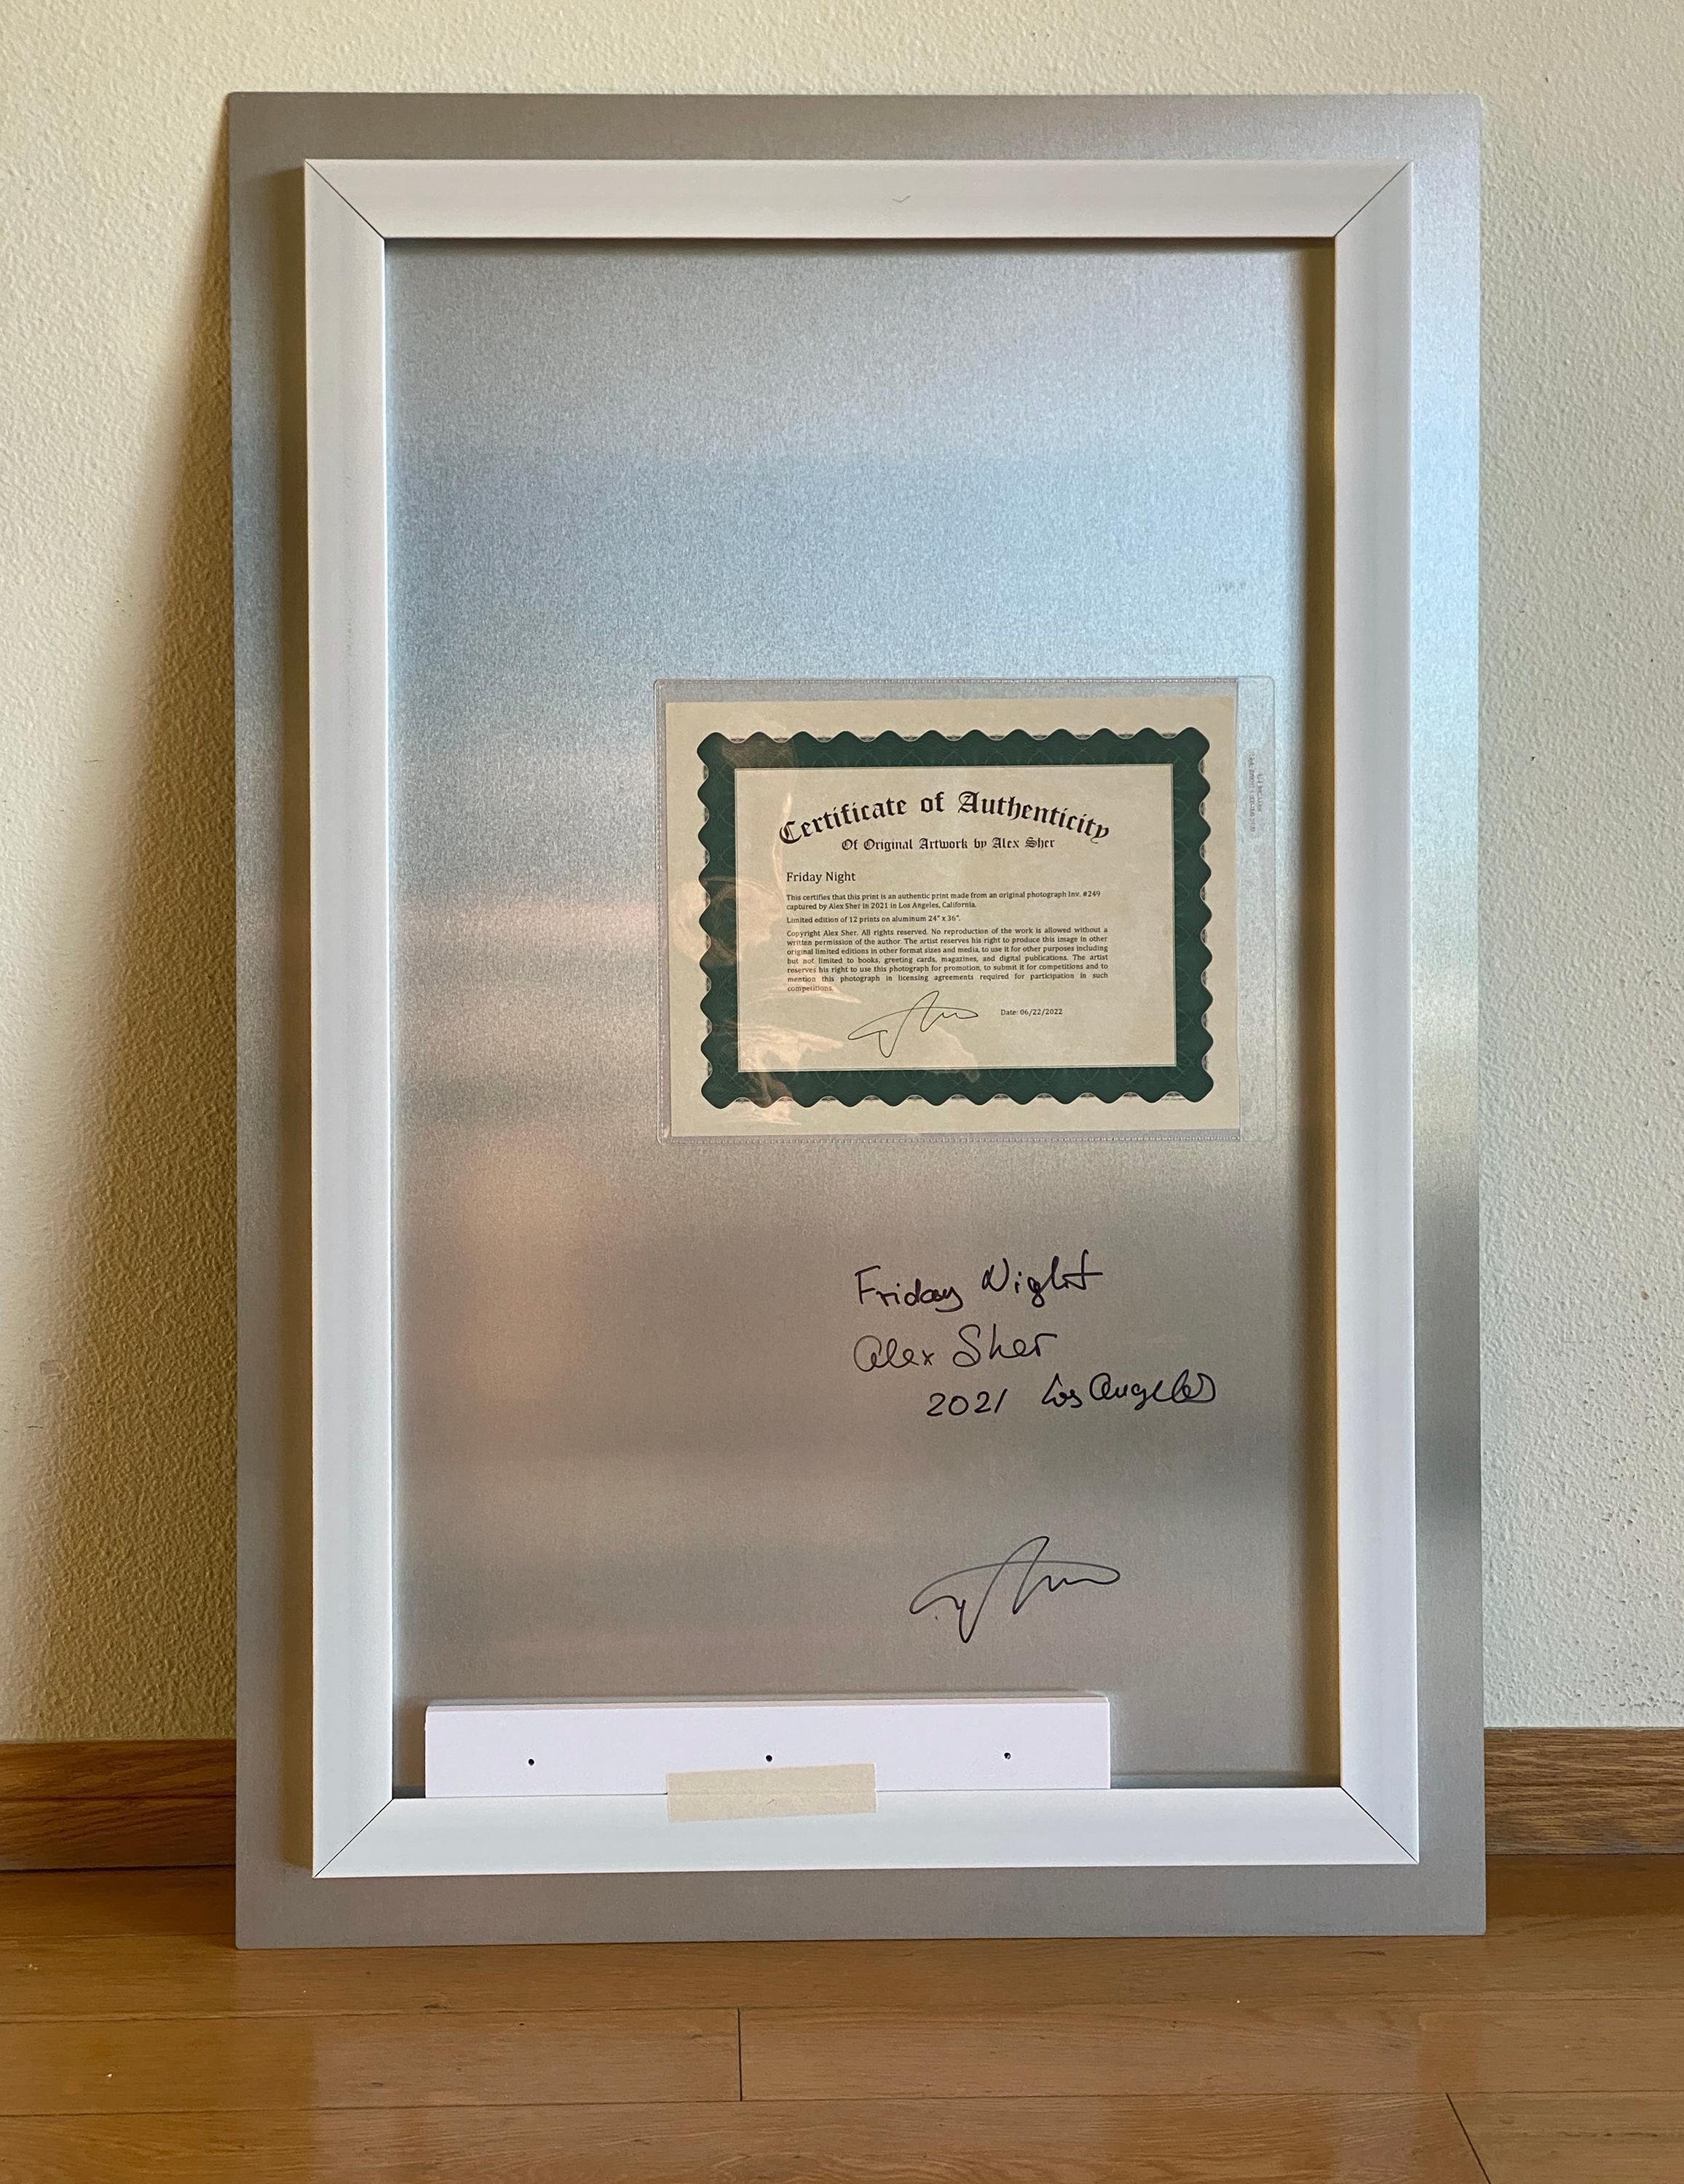 Certificate of Authenticity
Of Original Artwork by Alex Sher
Friday Night
This certifies that this print is an authentic print made from an original photograph Inv. #249
captured by Alex Sher in 2021 in Los Angeles, California.
Limited edition of 12 prints on aluminum 24" x 36".
Copyright Alex Sher. All rights reserved. No reproduction of the work is allowed without a
written permission of the author. The artist reserves his right to produce this image in other
original limited editions in other format sizes and media, to use it for other purposes including
but not limited to books, greeting cards, magazines, and digital publications. The artist
reserves his right to use this photograph for promotion, to submit it for competitions and to
mention this photograph in licensing agreements required for participation in such
competitions.
Date: 06/22/2022
Friday Night
Alex Sher
2021 Los Angeles